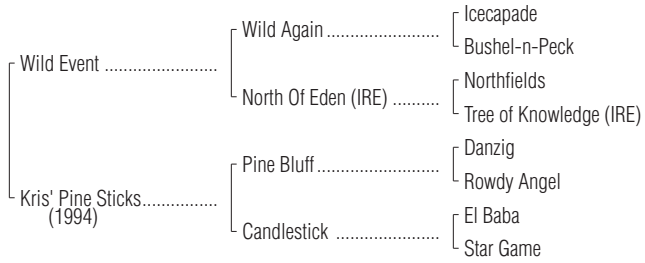 Icecapade
Wild Again ..........................
Bushel-n-Peck
Wild Event ..........................
Northfields
North Of Eden (IRE) ..........
Tree of Knowledge (IRE)
Danzig
Pine Bluff............................
Rowdy Angel
Kris' Pine Sticks.................
(1994)
El Baba
Candlestick ........................
Star Game